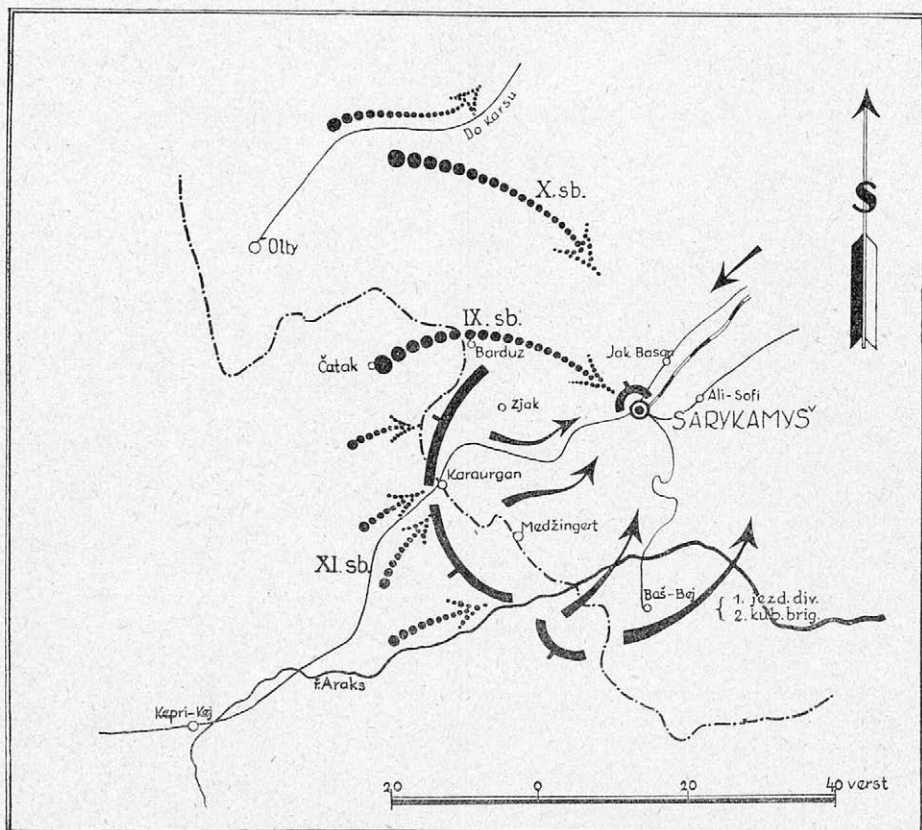 Do Karsu
X. sb.
S
Olty
IX. sb.
Barduz
Jak Basan
Čatak
Zjak
Ali-Sofi
SARYKAMYŠ
Karaurgan
Medžingert
XI. sb.
Baš-Bej
1. jezd. div.
2. kub. brig.
ř. Araks
Kepri-Kej
20 0 20 40 verst